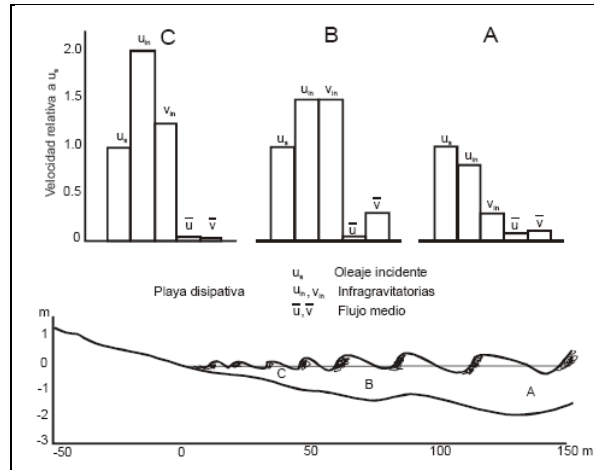 C B A
Velocidad relativa a uₛ
2.0
1.5
1.0
0.5
0
uₛ uᵢₙ vᵢₙ u̅ v̅
uₛ uᵢₙ vᵢₙ u̅ v̅
uₛ uᵢₙ vᵢₙ u̅ v̅
Playa disipativa
uₛ Oleaje incidente
uᵢₙ,vᵢₙ Infragravitatorias
u̅,v̅ Flujo medio
m
1
0
-1
-2
-3
C B A
-50 0 50 100 150 m